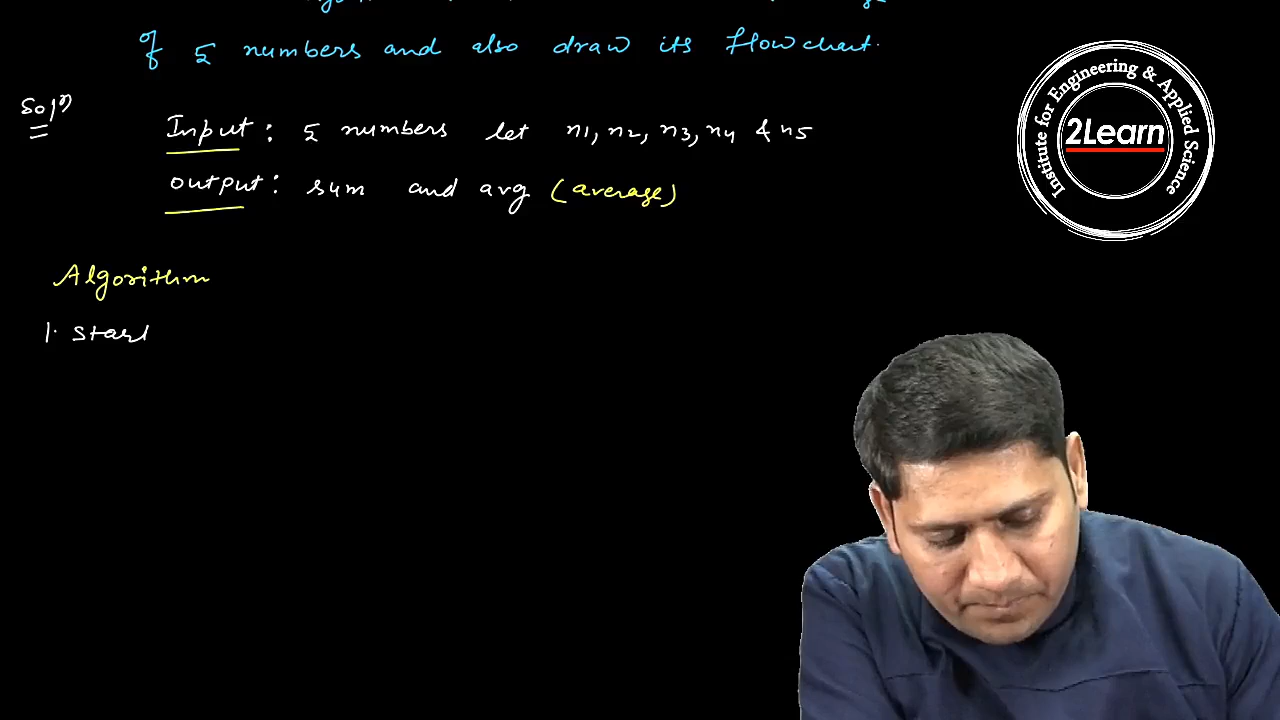 of 5 numbers and also draw its flowchart.
Solⁿ
Input : 5 numbers let n1, n2, n3, n4 & n5
output : sum and avg (average)
Algorithm
1. Start
Institute for Engineering & Applied Science
2Learn